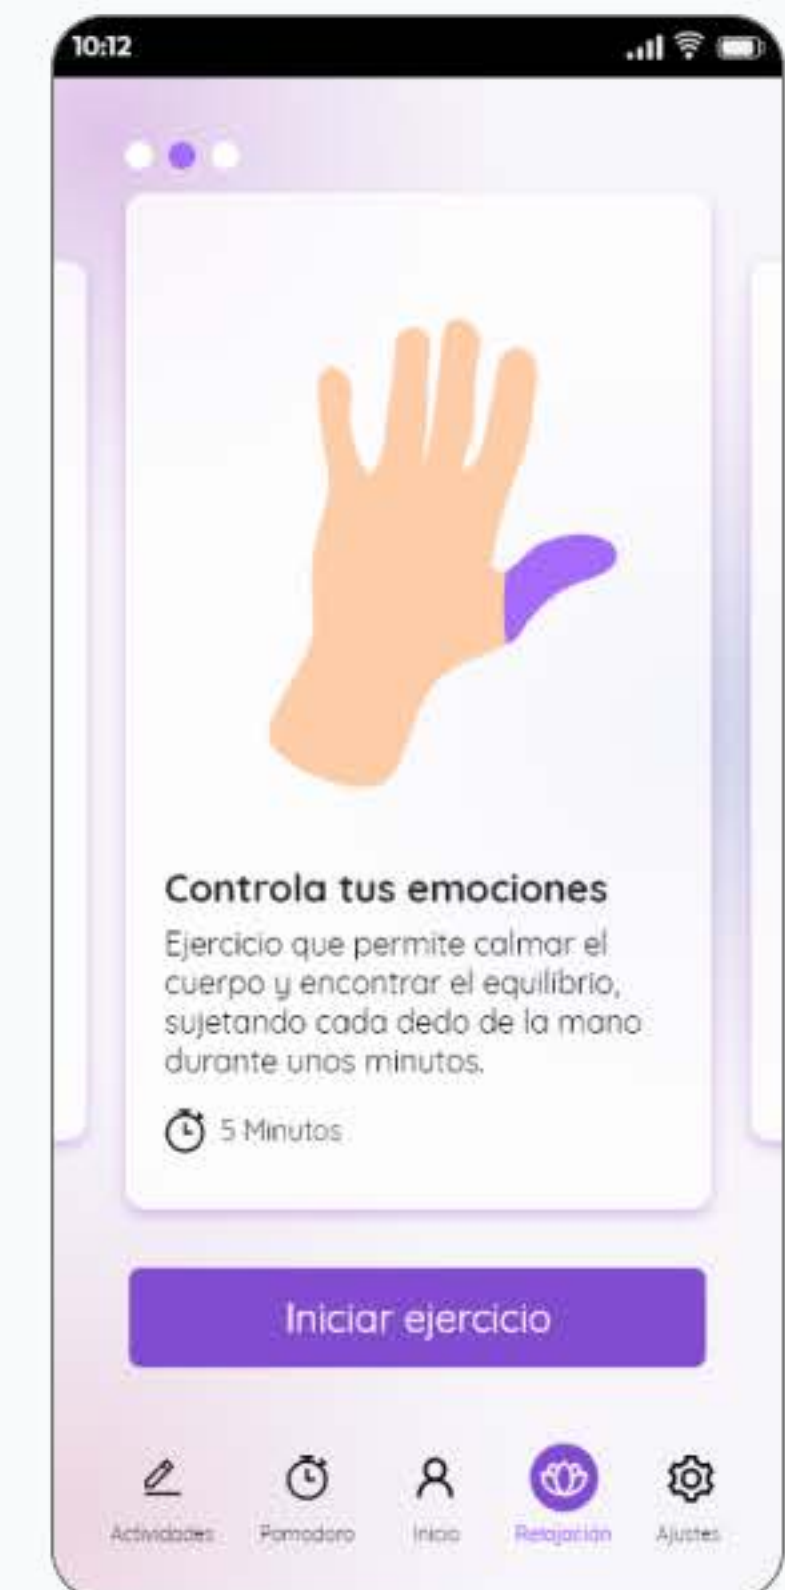 10:12
Controla tus emociones
Ejercicio que permite calmar el
cuerpo y encontrar el equilibrio,
sujetando cada dedo de la mano
durante unos minutos.
5 Minutos
Iniciar ejercicio
Actividades Pomodoro Inicio Relajación Ajustes